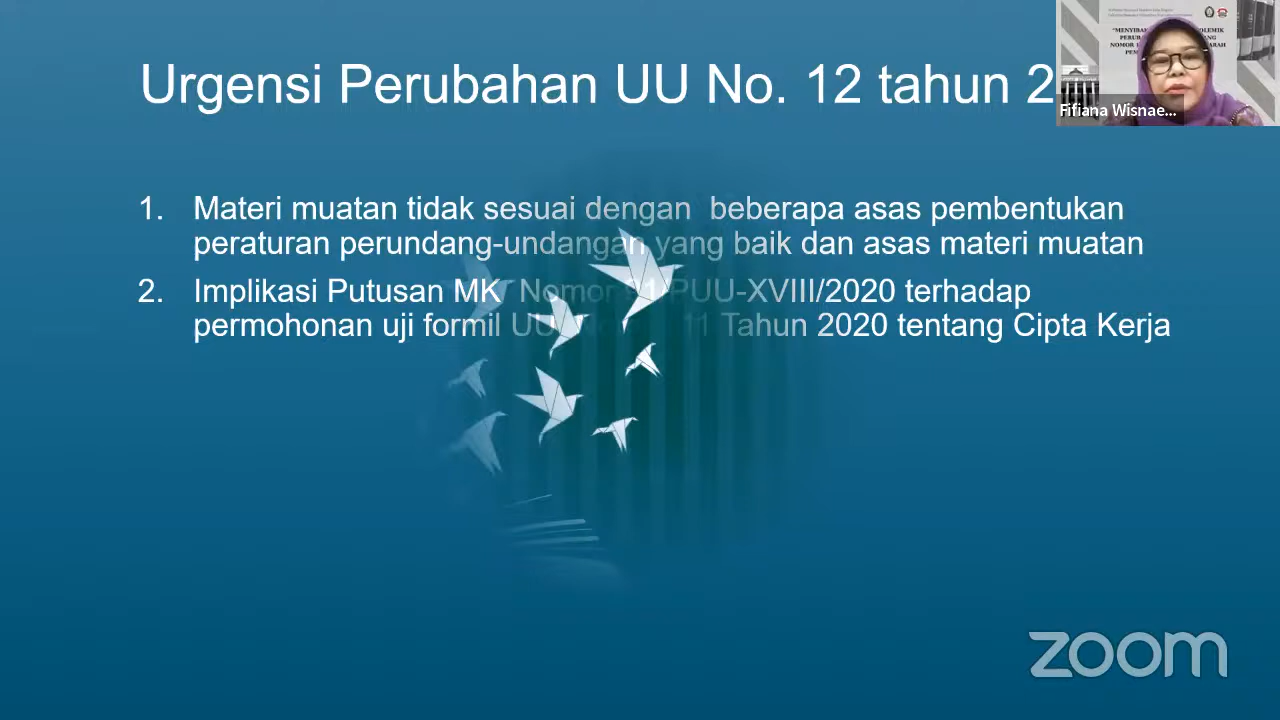 Urgensi Perubahan UU No. 12 tahun 2
1. Materi muatan tidak sesuai dengan beberapa asas pembentukan
peraturan perundang-undangan yang baik dan asas materi muatan
2. Implikasi Putusan MK Nomor 91/PUU-XVIII/2020 terhadap
permohonan uji formil UU 11 Tahun 2020 tentang Cipta Kerja
Fifiana Wisnae...
zoom